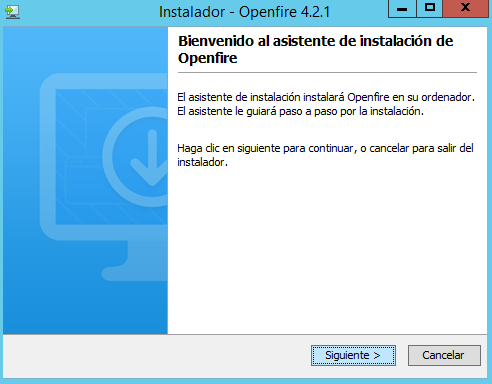 Instalador - Openfire 4.2.1
Bienvenido al asistente de instalación de
Openfire
El asistente de instalación instalará Openfire en su ordenador.
El asistente le guiará paso a paso por la instalación.
Haga clic en siguiente para continuar, o cancelar para salir del
instalador.
Siguiente >
Cancelar